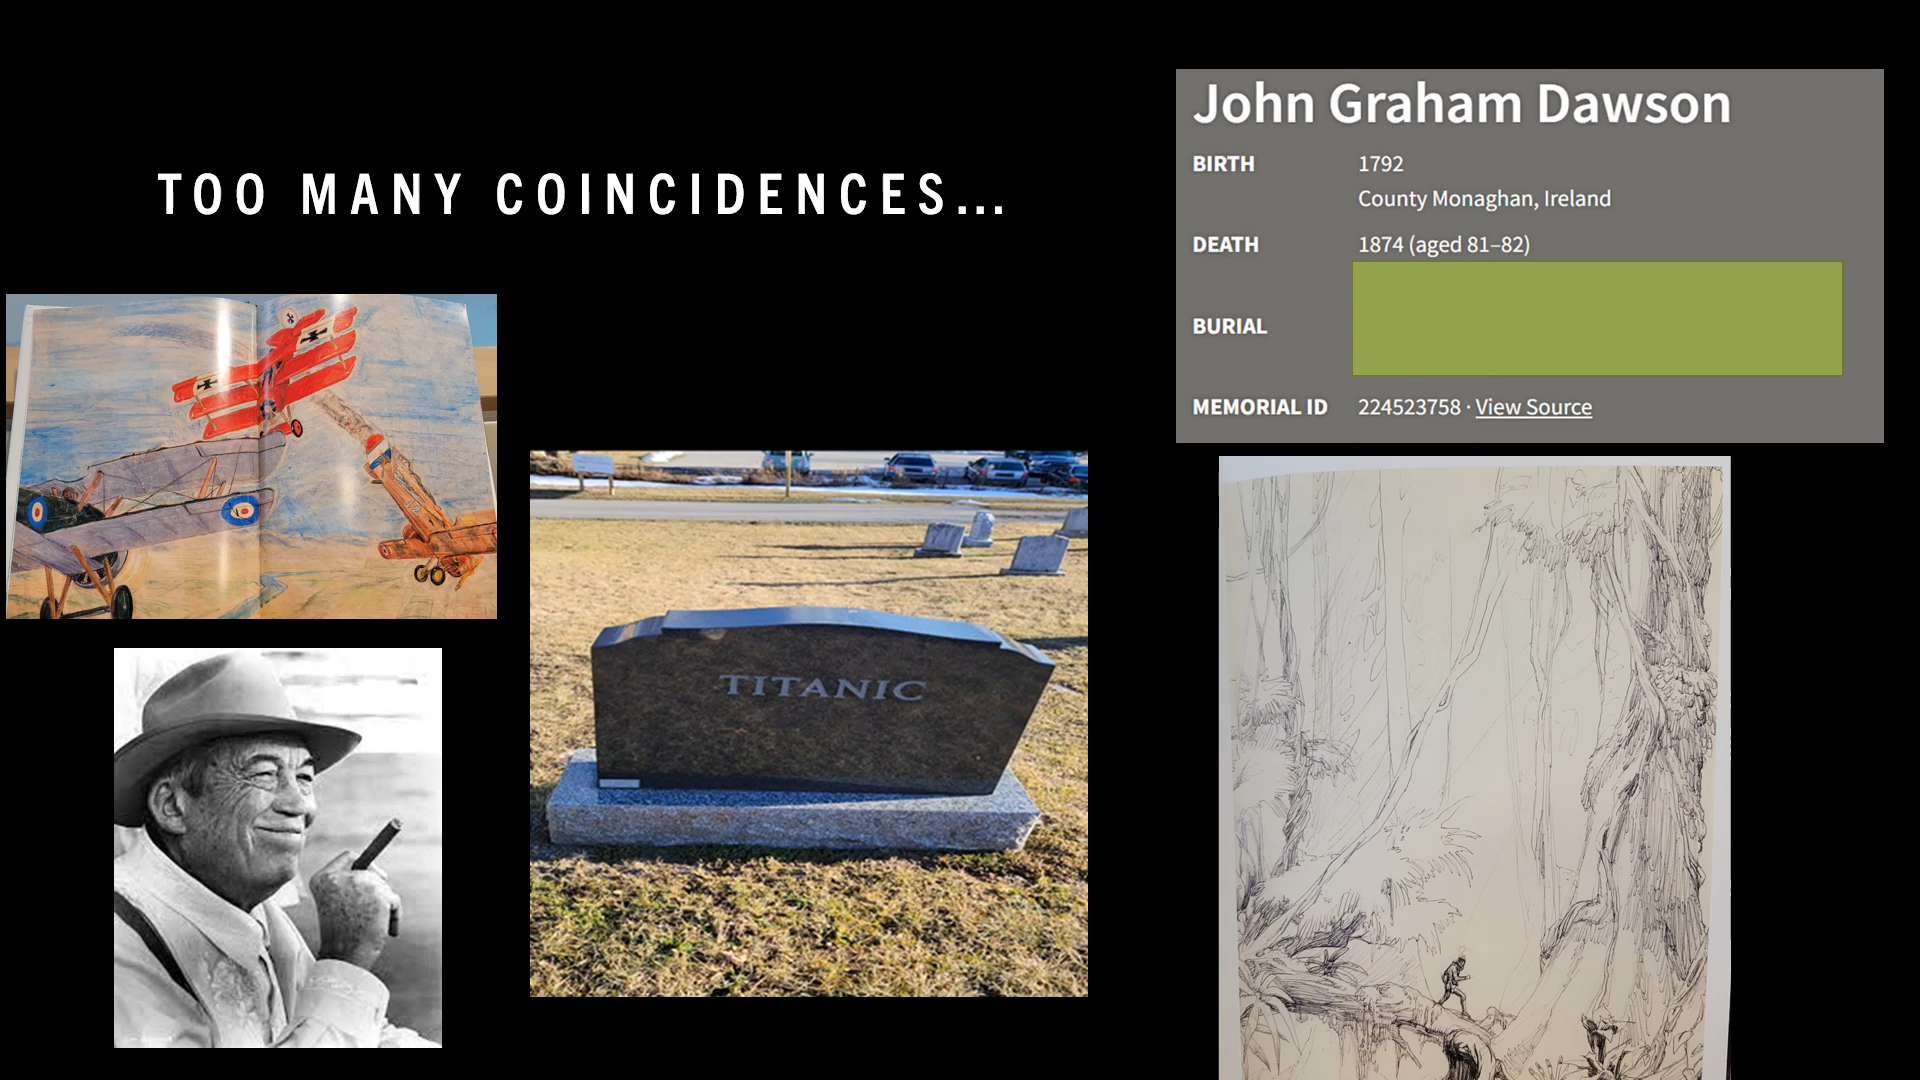 TOO MANY COINCIDENCES...
John Graham Dawson
BIRTH 1792
County Monaghan, Ireland
DEATH 1874 (aged 81–82)
BURIAL
MEMORIAL ID 224523758 · View Source
TITANIC